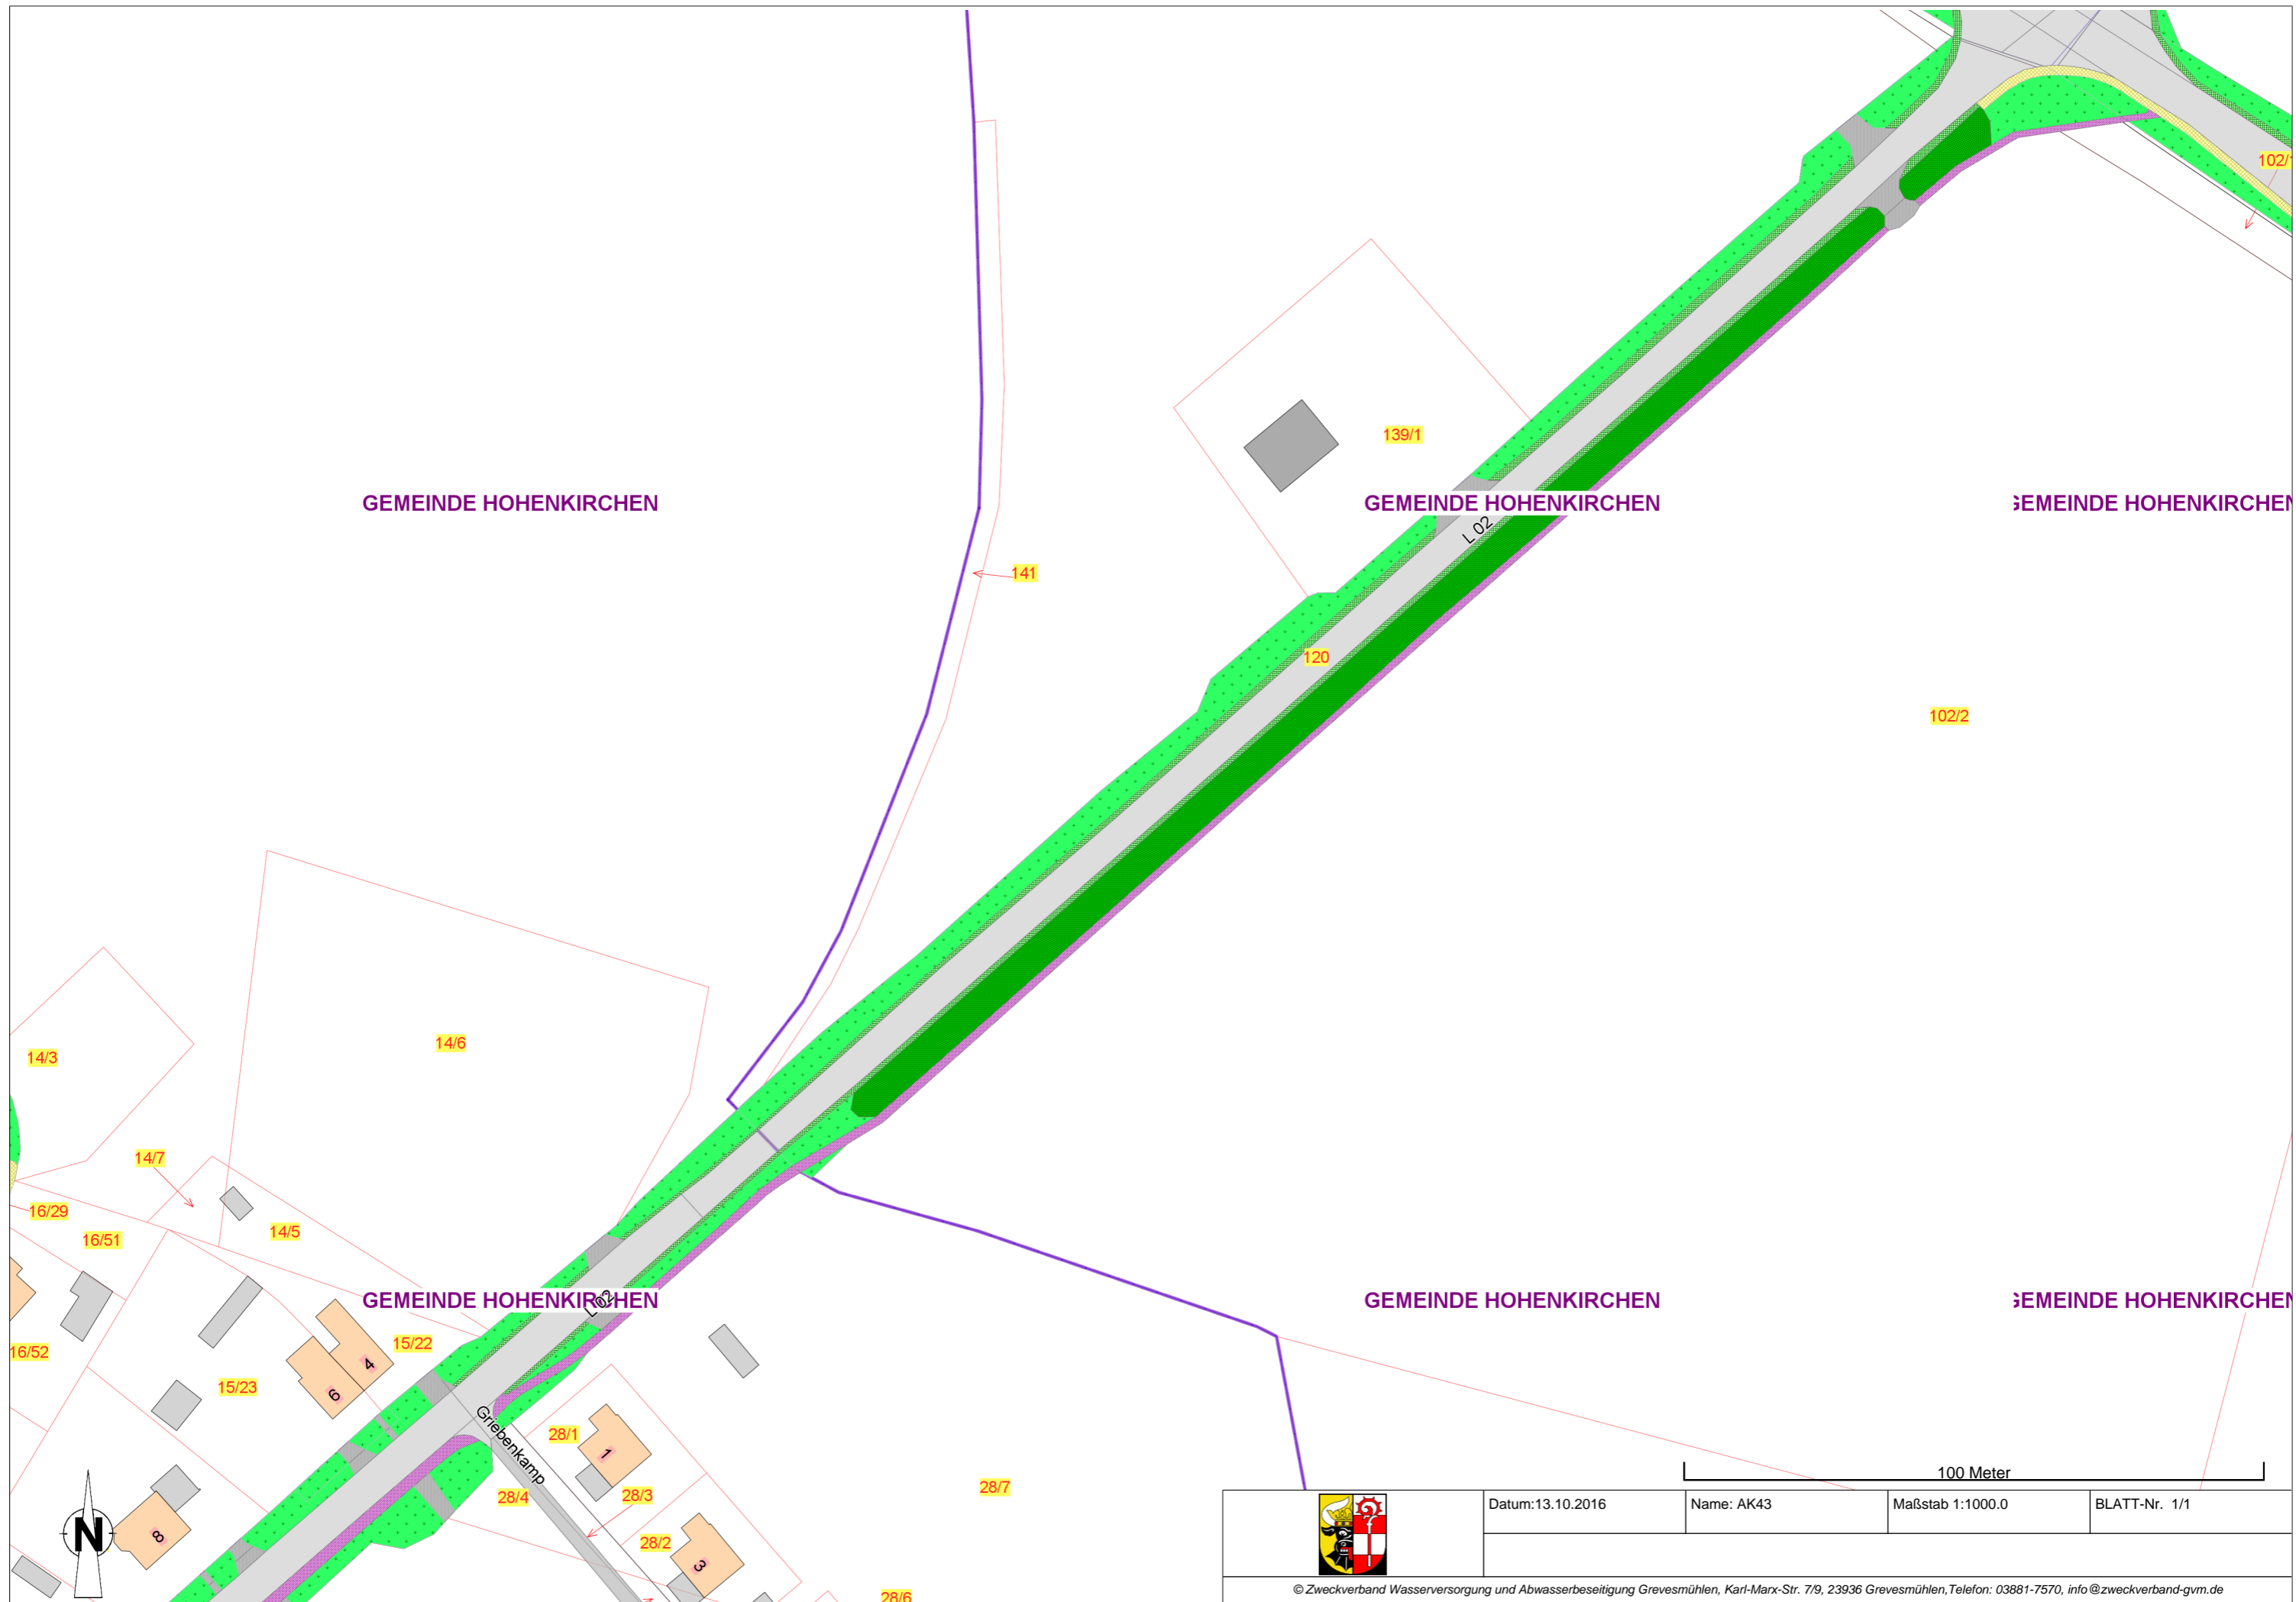 102/
GEMEINDE HOHENKIRCHEN
139/1
GEMEINDE HOHENKIRCHEN
GEMEINDE HOHENKIRCHEN
L 02
141
120
102/2
14/3
14/6
14/7
16/29
14/5
16/51
GEMEINDE HOHENKIRCHEN
L 02
GEMEINDE HOHENKIRCHEN
GEMEINDE HOHENKIRCHEN
16/52
15/22
4
15/23
6
Griebenkamp
28/1
1
28/4
28/3
28/7
28/2
3
8
N
28/6
100 Meter
Datum:13.10.2016
Name: AK43
Maßstab 1:1000.0
BLATT-Nr. 1/1
© Zweckverband Wasserversorgung und Abwasserbeseitigung Grevesmühlen, Karl-Marx-Str. 7/9, 23936 Grevesmühlen,Telefon: 03881-7570, info@zweckverband-gvm.de